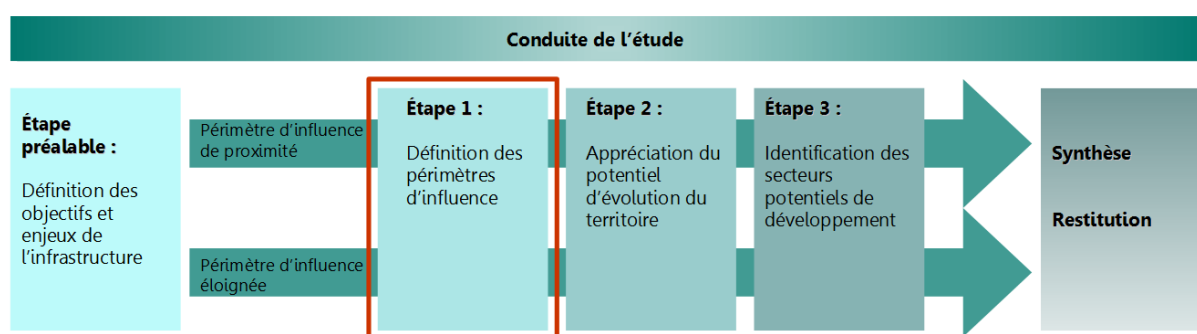 Conduite de l’étude
Étape
préalable :
Définition des
objectifs et
enjeux de
l’infrastructure
Périmètre d’influence
de proximité
Périmètre d’influence
éloignée
Étape 1 :
Définition des
périmètres
d’influence
Étape 2 :
Appréciation du
potentiel
d’évolution du
territoire
Étape 3 :
Identification des
secteurs
potentiels de
développement
Synthèse
Restitution